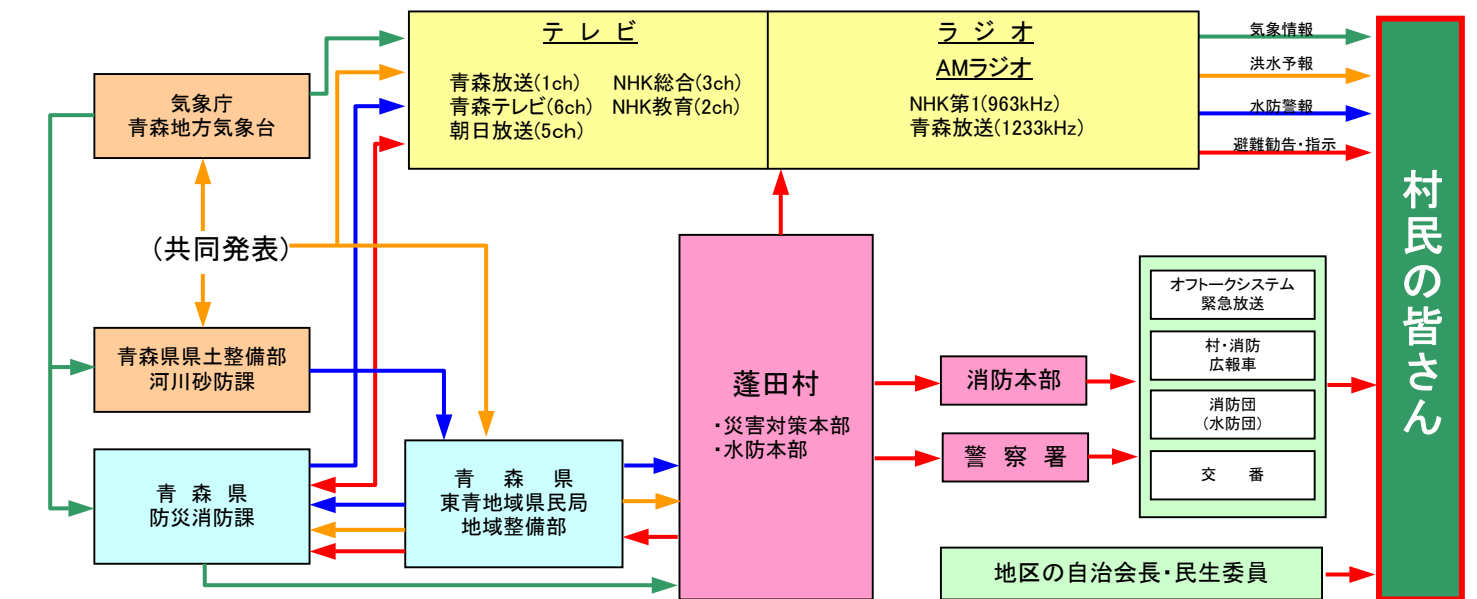 テ レ ビ
青森放送(1ch) NHK総合(3ch)
青森テレビ(6ch) NHK教育(2ch)
朝日放送(5ch)
ラ ジ オ
AMラジオ
NHK第1(963kHz)
青森放送(1233kHz)
気象情報
洪水予報
水防警報
避難勧告・指示
村民の皆さん
気象庁
青森地方気象台
(共同発表)
青森県県土整備部
河川砂防課
青 森 県
防災消防課
青 森 県
東青地域県民局
地域整備部
蓬田村
・災害対策本部
・水防本部
消防本部
警 察 署
オフトークシステム
緊急放送
村・消防
広報車
消防団
(水防団)
交 番
地区の自治会長・民生委員